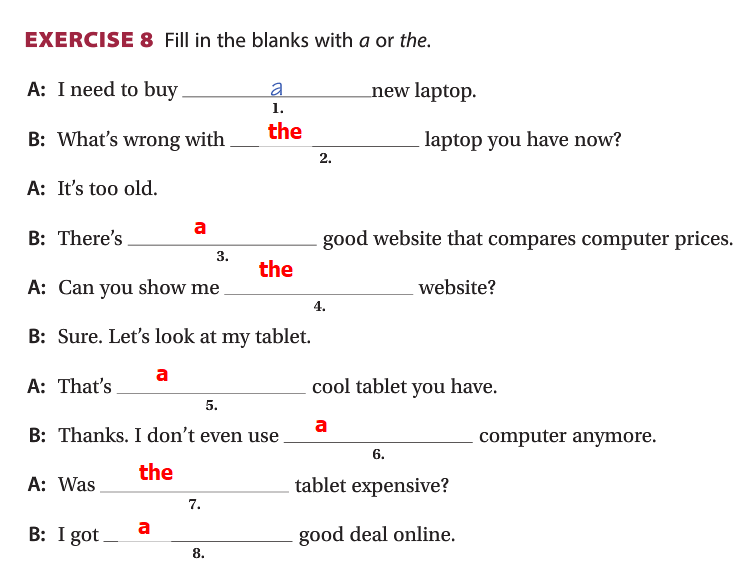 EXERCISE 8 Fill in the blanks with a or the.
A: I need to buy a new laptop.
1.
B: What's wrong with the laptop you have now?
2.
A: It's too old.
B: There's a good website that compares computer prices.
3.
A: Can you show me the website?
4.
B: Sure. Let's look at my tablet.
A: That's a cool tablet you have.
5.
B: Thanks. I don't even use a computer anymore.
6.
A: Was the tablet expensive?
7.
B: I got a good deal online.
8.